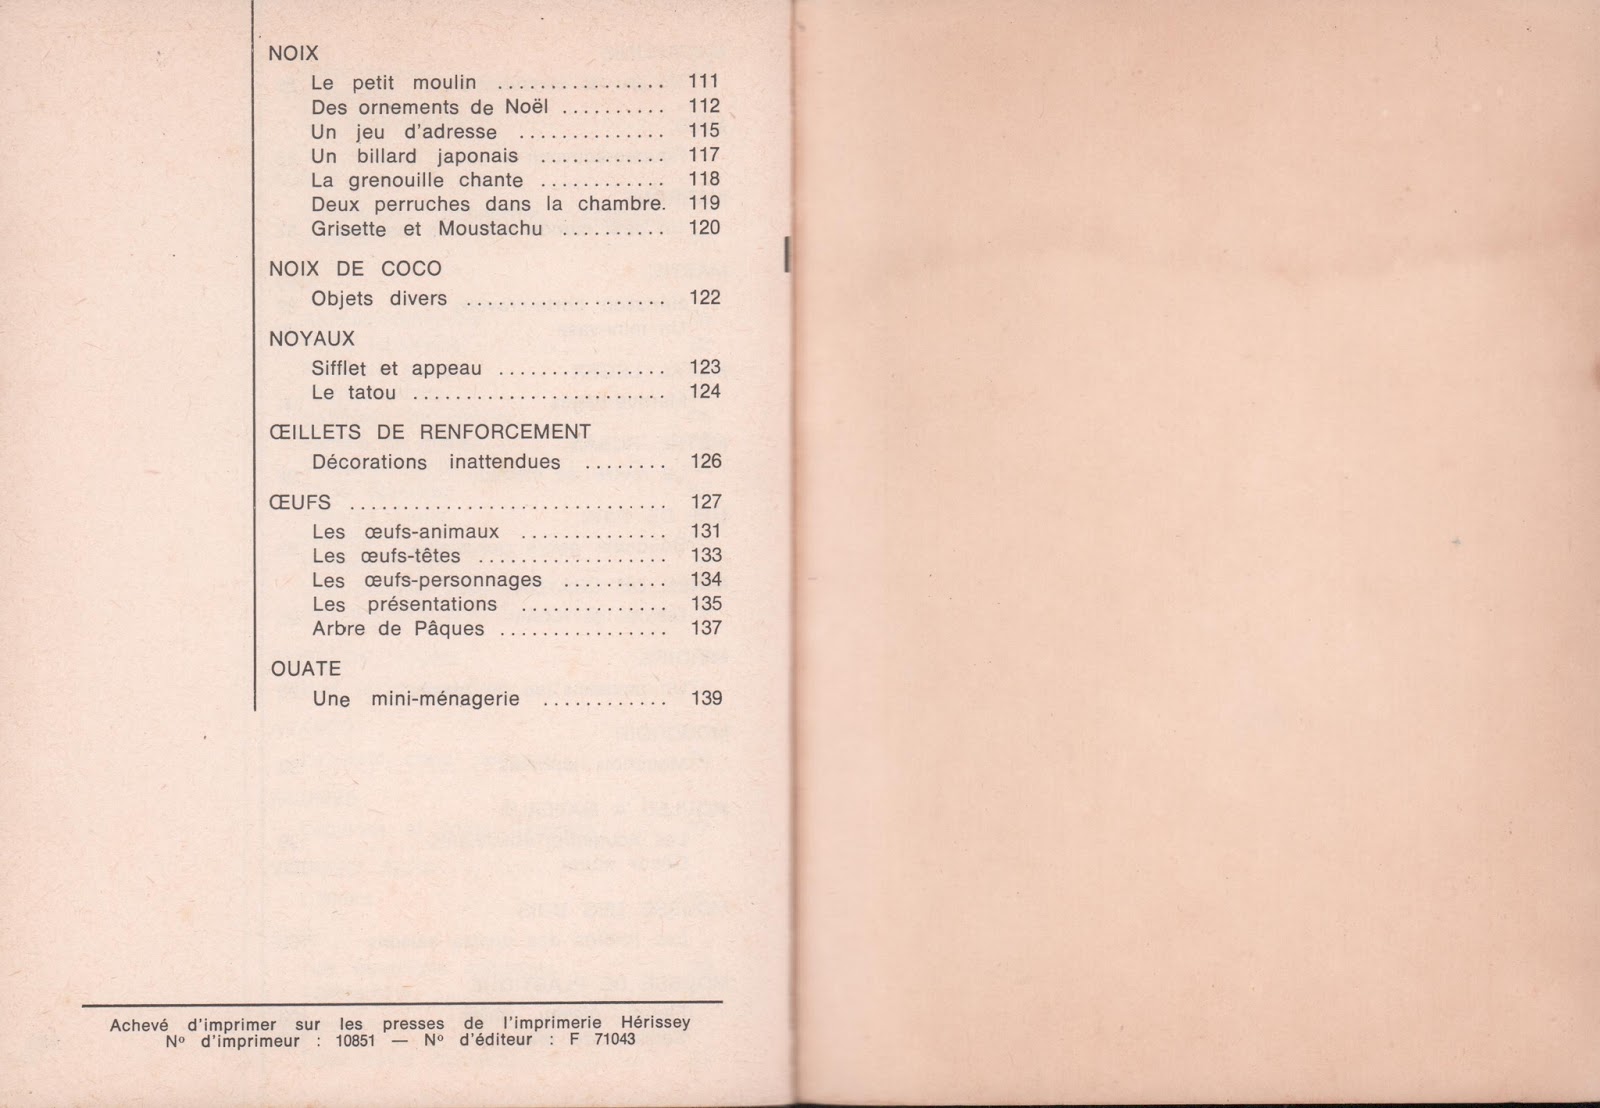 NOIX
Le petit moulin ................ 111
Des ornements de Noël .......... 112
Un jeu d'adresse .............. 115
Un billard japonais ............ 117
La grenouille chante ............ 118
Deux perruches dans la chambre. 119
Grisette et Moustachu .......... 120
NOIX DE COCO
Objets divers ................... 122
NOYAUX
Sifflet et appeau ................ 123
Le tatou ........................ 124
ŒILLETS DE RENFORCEMENT
Décorations inattendues ........ 126
ŒUFS .............................. 127
Les œufs-animaux .............. 131
Les œufs-têtes .................. 133
Les œufs-personnages .......... 134
Les présentations .............. 135
Arbre de Pâques ................ 137
OUATE
Une mini-ménagerie ............ 139
Achevé d'imprimer sur les presses de l'imprimerie Hérissey
Nº d'imprimeur : 10851 — Nº d'éditeur : F 71043